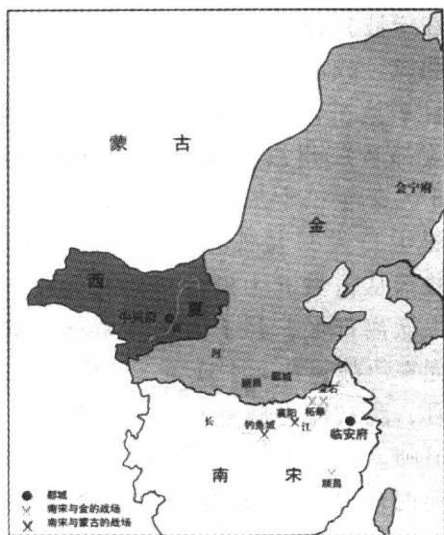 蒙古
会宁府
金
西
夏
中兴府
河
顺昌
郾城
采石
柘皋
襄阳
长
钓鱼城
江
临安府
南宋
顺昌
都城
南宋与金的战场
南宋与蒙古的战场